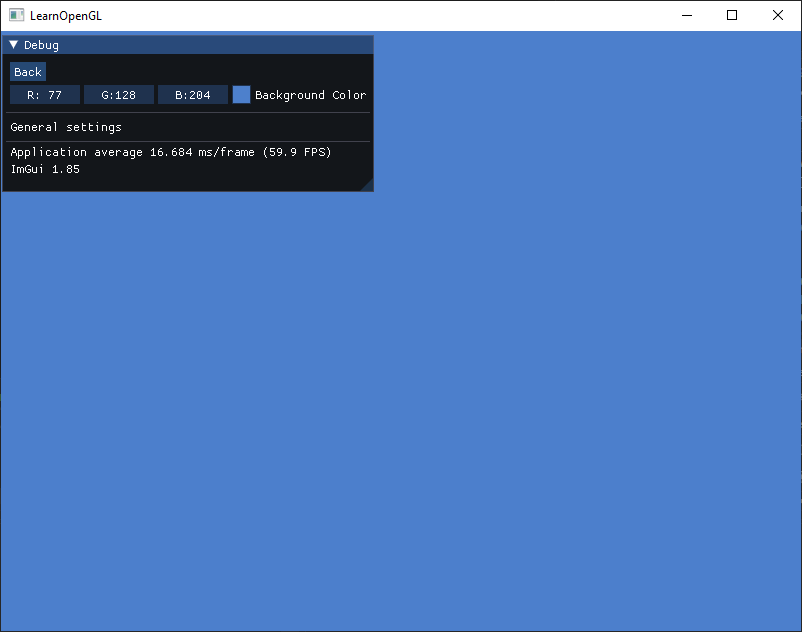 LearnOpenGL
Debug
Back
R: 77 G:128 B:204 Background Color
General settings
Application average 16.684 ms/frame (59.9 FPS)
ImGui 1.85